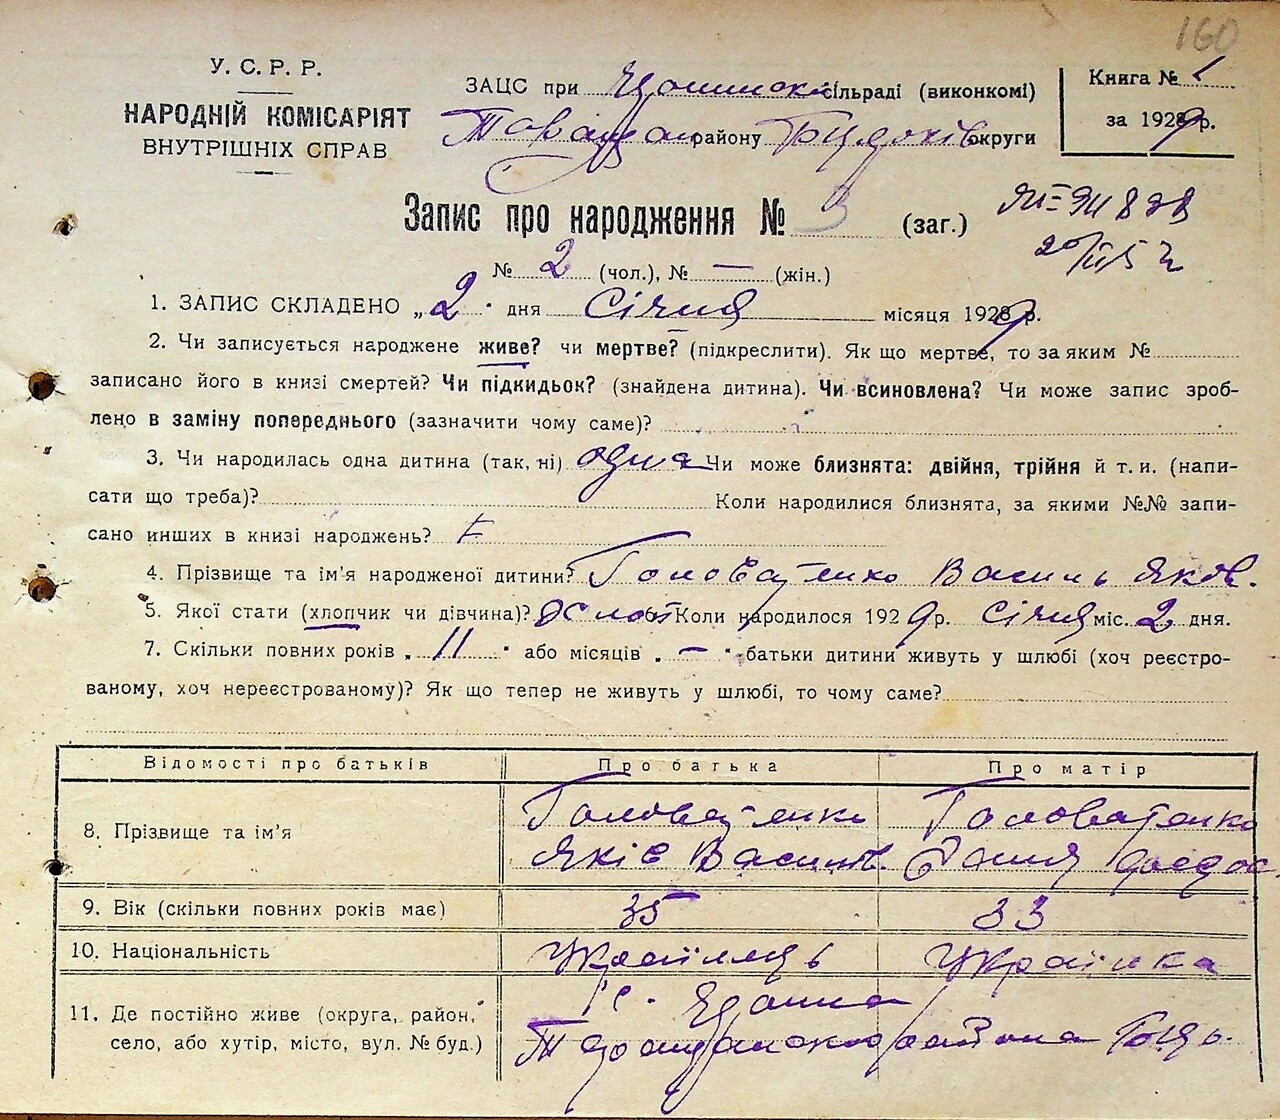 160
У. С. Р. Р.
НАРОДНІЙ КОМІСАРІЯТ
ВНУТРІШНІХ СПРАВ
ЗАЦС при сільраді (виконкомі)
району округи
Книга № 1
за 1929 р.
Запис про народження № 3 (заг.)
№ 2 (чол.), № — (жін.)
1. ЗАПИС СКЛАДЕНО „2" дня Січня місяця 1929 р.
2. Чи записується народжене живе? чи мертве? (підкреслити). Як що мертве, то за яким №
записано його в книзі смертей? Чи підкидьок? (знайдена дитина). Чи всиновлена? Чи може запис зроб-
лено в заміну попереднього (зазначити чому саме)?
3. Чи народилась одна дитина (так, ні) одна Чи може близнята: двійня, трійня й т. и. (напи-
сати що треба)? Коли народилися близнята, за якими №№ запи-
сано инших в книзі народжень?
4. Прізвище та ім'я народженої дитини? Головатенко Василь Яков.
5. Якої стати (хлопчик чи дівчина)? 6. Коли народилося 1929 р. Січня міс. 2 дня.
7. Скільки повних років „11" або місяців „—" батьки дитини живуть у шлюбі (хоч реєстро-
ваному, хоч нереєстрованому)? Як що тепер не живуть у шлюбі, то чому саме?
Відомості про батьків Про батька Про матір
8. Прізвище та ім'я
Головатенко Головатенко
Яків Васильов. Федос.
9. Вік (скільки повних років має) 35 33
10. Національність Українець Українка
11. Де постійно живе (округа, район,
село, або хутір, місто, вул. № буд.)
с.
района